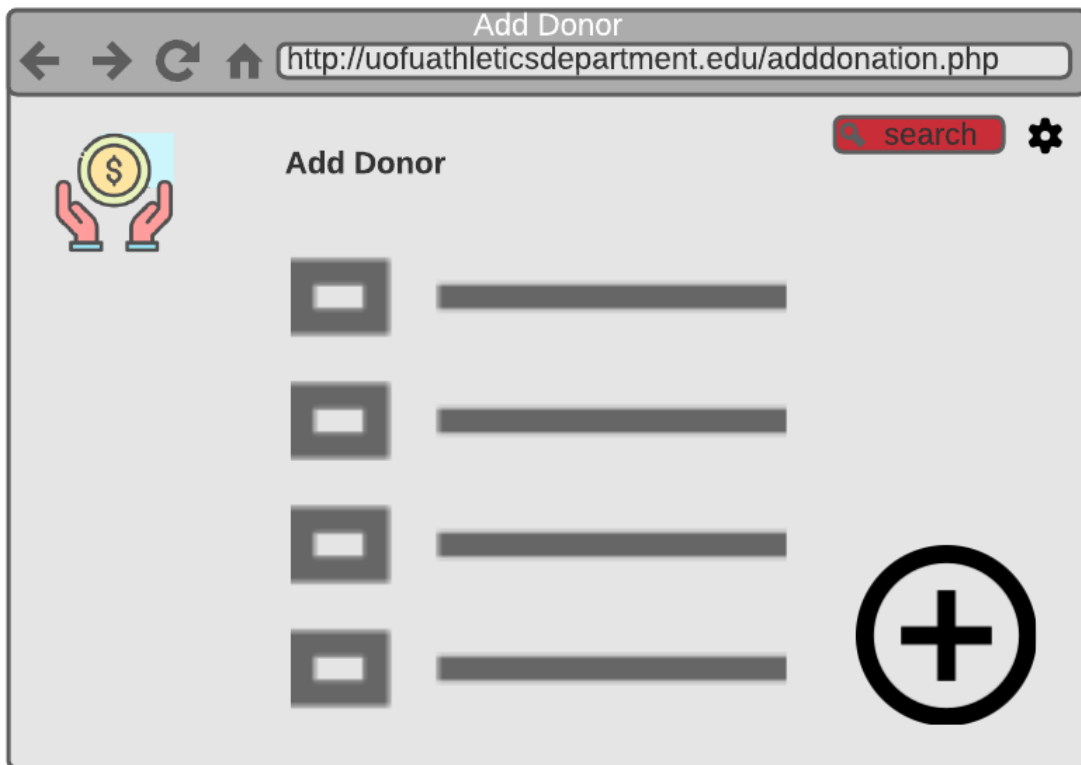 Add Donor
http://uofuathleticsdepartment.edu/adddonation.php
search
Add Donor
$